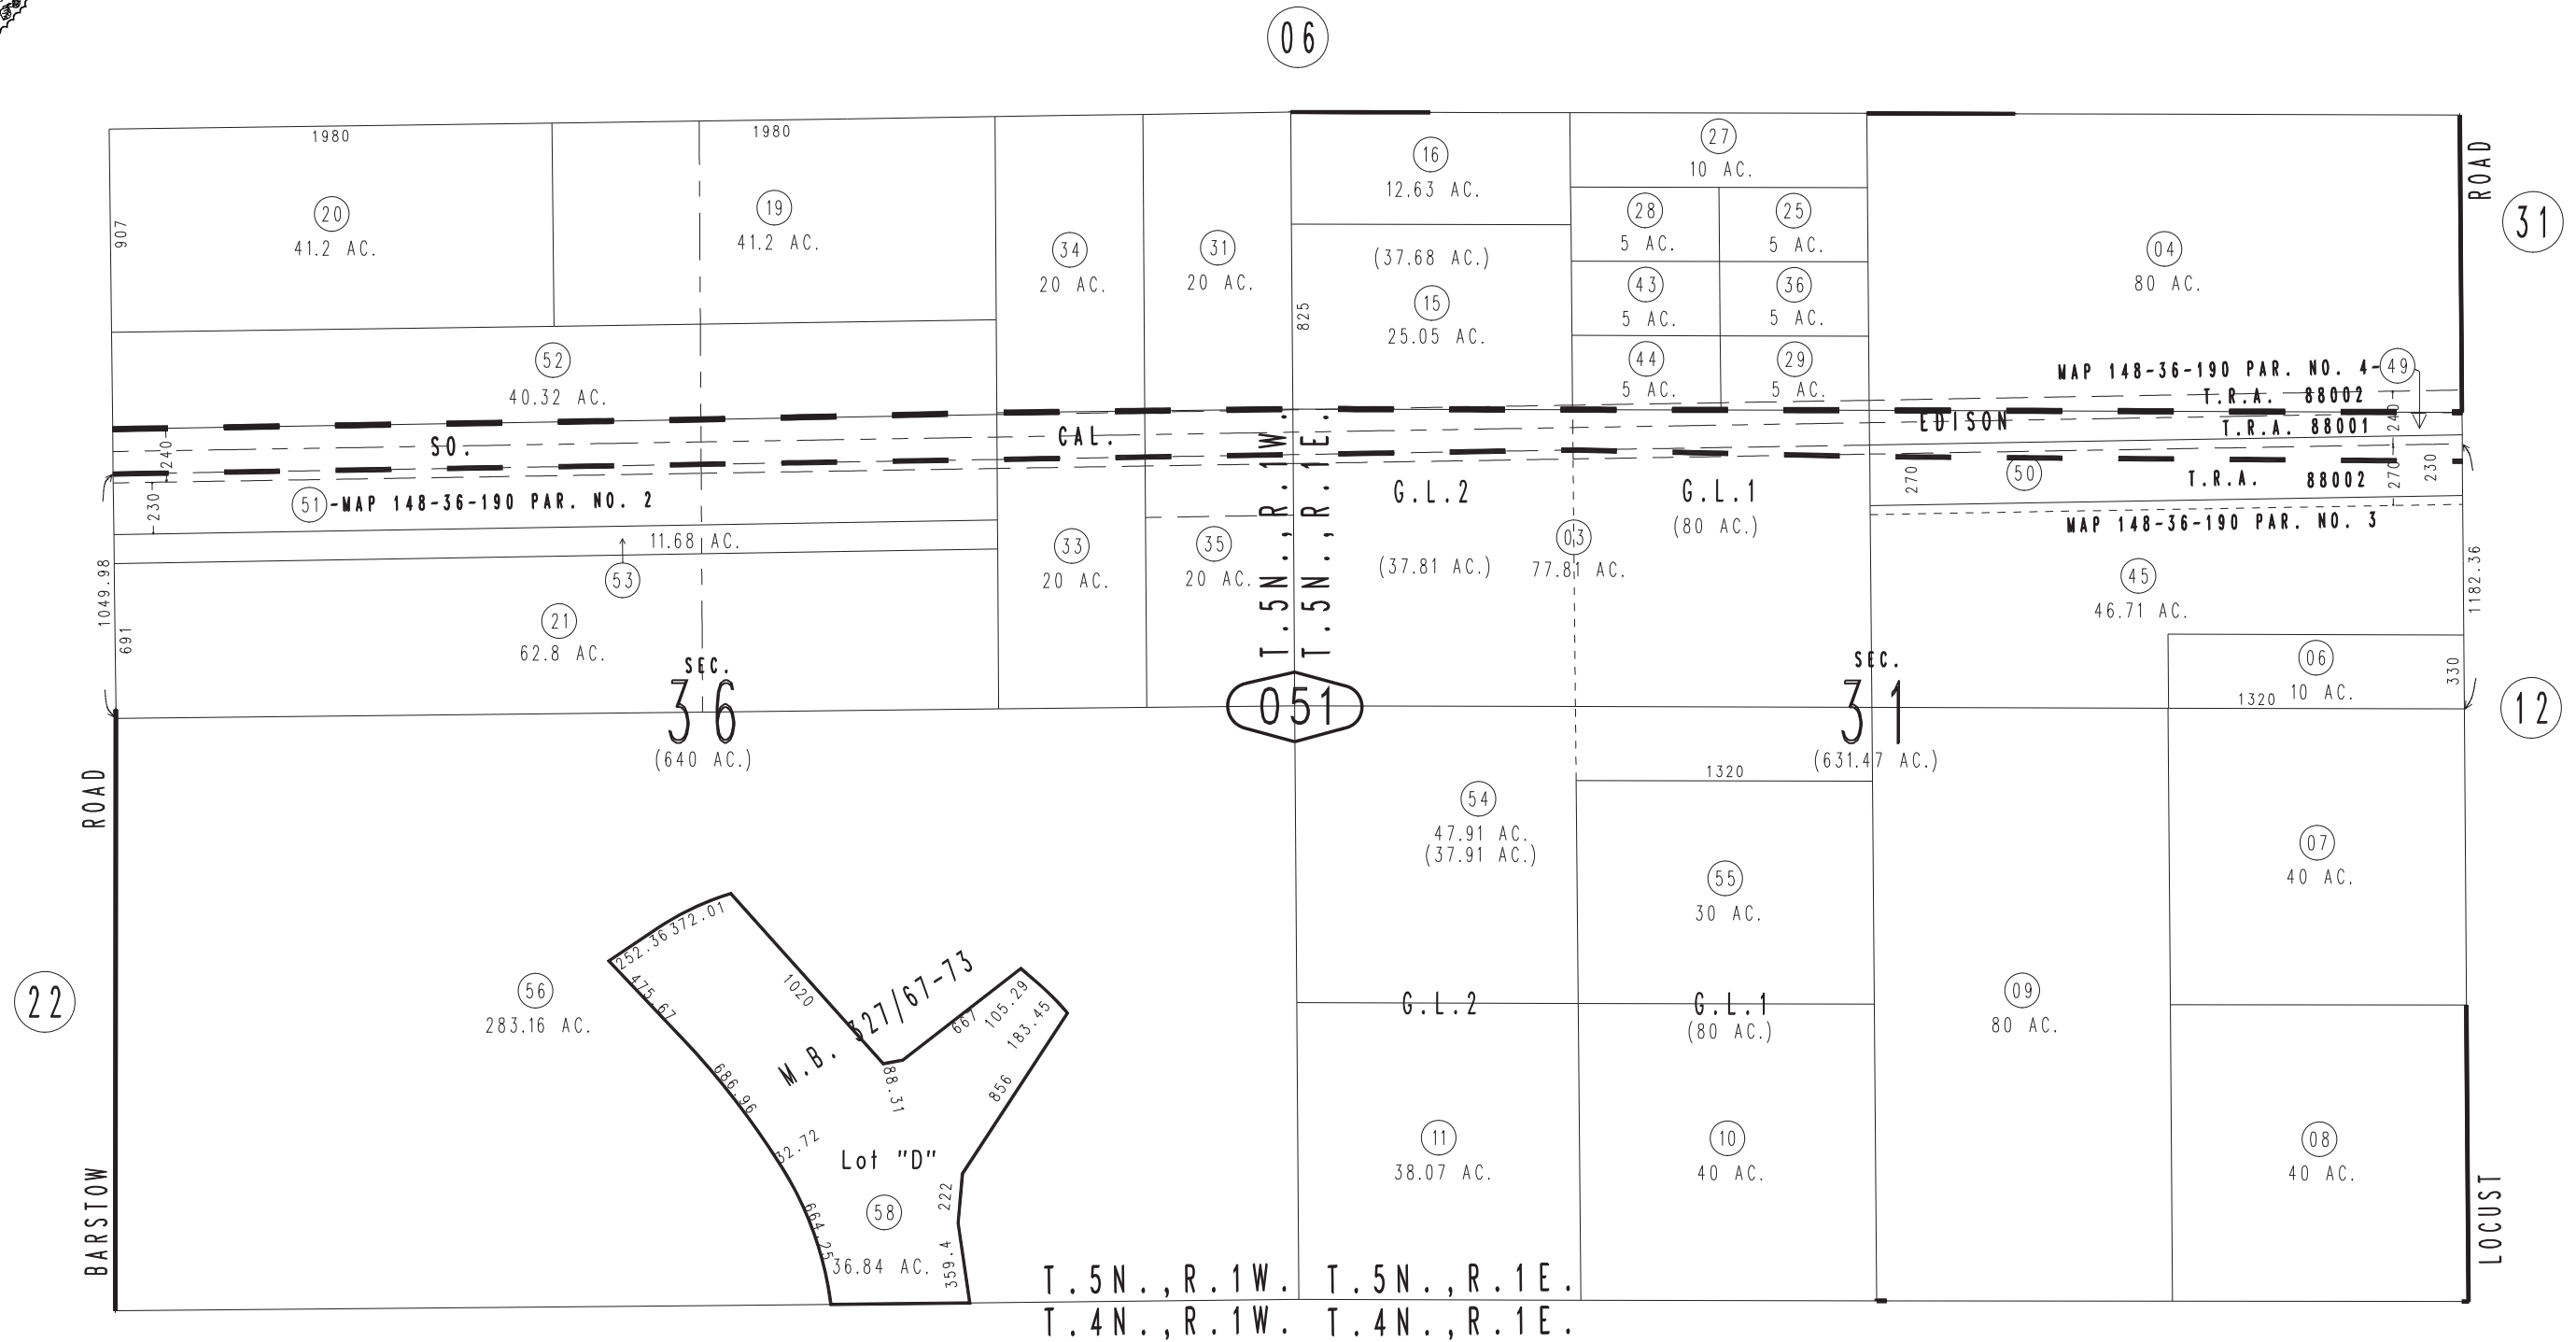 06
1980
1980
907
20
41.2 AC.
19
41.2 AC.
34
20 AC.
31
20 AC.
16
12.63 AC.
(37.68 AC.)
15
25.05 AC.
825
27
10 AC.
28
5 AC.
25
5 AC.
43
5 AC.
36
5 AC.
44
5 AC.
29
5 AC.
04
80 AC.
ROAD
31
52
40.32 AC.
MAP 148-36-190 PAR. NO. 4-49
T.R.A. 88002
SO. CAL. EDISON
T.R.A. 88001
240
240
230
51-MAP 148-36-190 PAR. NO. 2
270
50
T.R.A. 88002
270
230
MAP 148-36-190 PAR. NO. 3
11.68 AC.
53
1049.98
691
21
62.8 AC.
33
20 AC.
35
20 AC.
T.5N.,R.1W.
T.5N.,R.1E.
G.L.2
(37.81 AC.)
03
77.81 AC.
G.L.1
(80 AC.)
45
46.71 AC.
1182.36
06
10 AC.
330
1320
12
SEC.
36
(640 AC.)
051
SEC.
31
(631.47 AC.)
1320
54
47.91 AC.
(37.91 AC.)
55
30 AC.
07
40 AC.
ROAD
BARSTOW
22
56
283.16 AC.
252.36
372.01
475.67
1020
M.B. 327/67-73
667
105.29
183.45
686.96
88.31
856
32.72
Lot "D"
58
36.84 AC.
664.25
222
359.4
G.L.2
G.L.1
(80 AC.)
09
80 AC.
11
38.07 AC.
10
40 AC.
08
40 AC.
LOCUST
T.5N.,R.1W. T.5N.,R.1E.
T.4N.,R.1W. T.4N.,R.1E.